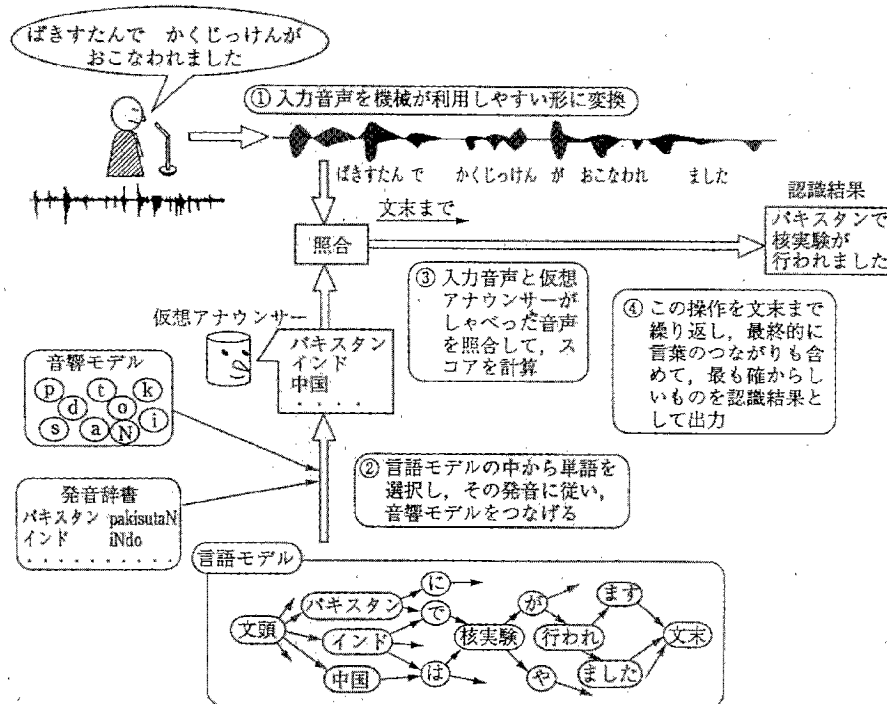 ぱきすたんで　かくじっけんが
おこなわれました
① 入力音声を機械が利用しやすい形に変換
ぱきすたん で　かくじっけん が　おこなわれ　ました
文末まで
照合
認識結果
パキスタンで
核実験が
行われました
③ 入力音声と仮想
アナウンサーが
しゃべった音声
を照合して，ス
コアを計算
④ この操作を文末まで
繰り返し，最終的に
言葉のつながりも含
めて，最も確からし
いものを認識結果と
して出力
仮想アナウンサー
パキスタン
インド
中国
・・・・
音響モデル
p t k
d o
s a N i
② 言語モデルの中から単語を
選択し，その発音に従い，
音響モデルをつなげる
発音辞書
パキスタン pakisutaN
インド iNdo
・・・・・・・・・・
言語モデル
文頭
パキスタン
インド
中国
に
で
は
核実験
が
や
行われ
ます
ました
文末